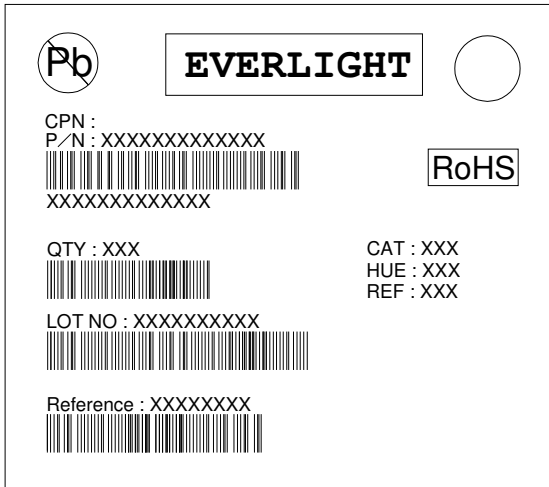 Pb
EVERLIGHT
CPN :
P/N : XXXXXXXXXXXXX
RoHS
XXXXXXXXXXXXX
QTY : XXX
CAT : XXX
HUE : XXX
REF : XXX
LOT NO : XXXXXXXXXX
Reference : XXXXXXXX